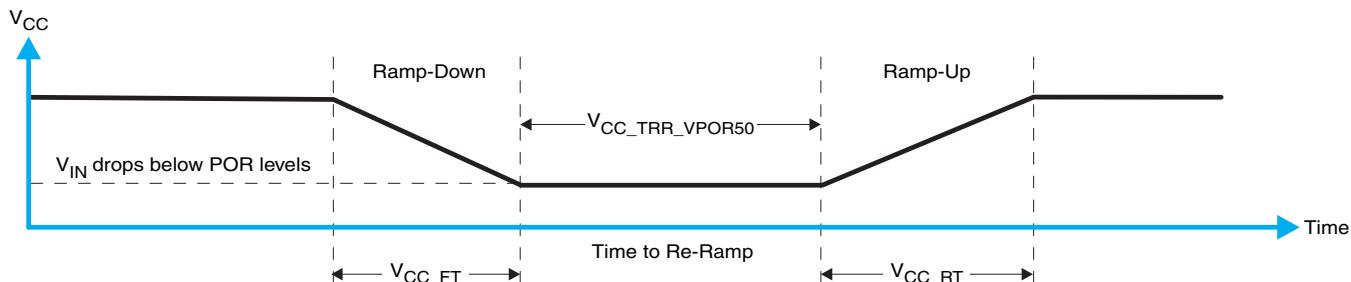 VCC
Ramp-Down
Ramp-Up
VCC_TRR_VPOR50
VIN drops below POR levels
Time
Time to Re-Ramp
VCC_FT
VCC_RT